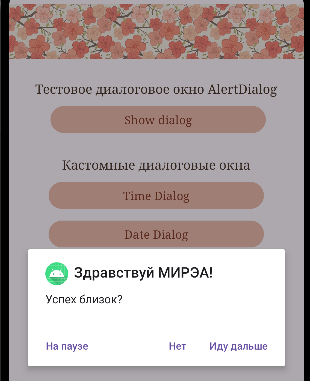 Тестовое диалоговое окно AlertDialog
Show dialog
Кастомные диалоговые окна
Time Dialog
Date Dialog
Здравствуй МИРЭА!
Успех близок?
На паузе Нет Иду дальше